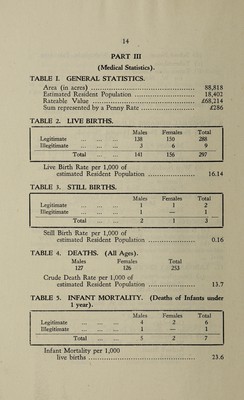 14
PART III
(Medical Statistics).
TABLE I. GENERAL STATISTICS.
Area (in acres) ........ 88,818
Estimated Resident Population ........ 18,402
Rateable Value ........ £68,214
Sum represented by a Penny Rate ........ £286
TABLE 2. LIVE BIRTHS.
Males Females Total
Legitimate ... ... ... 138 150 288
Illegitimate ... ... ... 3 6 9
Total ... ... 141 156 297
Live Birth Rate per 1,000 of
estimated Resident Population ........ 16.14
TABLE 3. STILL BIRTHS.
Males Females Total
Legitimate ... ... ... 1 1 2
Illegitimate ... ... ... 1 — 1
Total ... ... 2 1 3
Still Birth Rate per 1,000 of
estimated Resident Population ........ 0.16
TABLE 4. DEATHS. (All Ages).
Males Females Total
127 126 253
Crude Death Rate per 1,000 of
estimated Resident Population ........ 13.7
TABLE 5. INFANT MORTALITY. (Deaths of Infants under
1 year).
Males Females Total
Legitimate ... ... ... 4 2 6
Illegitimate ... ... ... 1 — 1
Total ... ... 5 2 7
Infant Mortality per 1,000
live births ........ 23.6